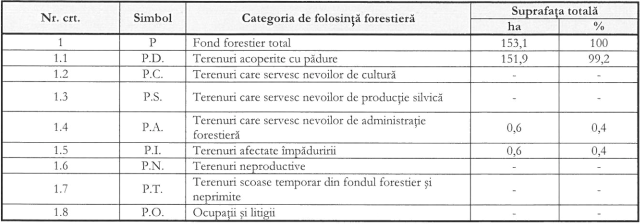 Nr. crt. Simbol Categoria de folosință forestieră Suprafața totală
ha %
1 P Fond forestier total 153,1 100
1.1 P.D. Terenuri acoperite cu pădure 151,9 99,2
1.2 P.C. Terenuri care servesc nevoilor de cultură - -
1.3 P.S. Terenuri care servesc nevoilor de producție silvică - -
1.4 P.A. Terenuri care servesc nevoilor de administrație
forestieră 0,6 0,4
1.5 P.I. Terenuri afectate împăduririi 0,6 0,4
1.6 P.N. Terenuri neproductive - -
1.7 P.T. Terenuri scoase temporar din fondul forestier și
neprimite - -
1.8 P.O. Ocupații și litigii - -